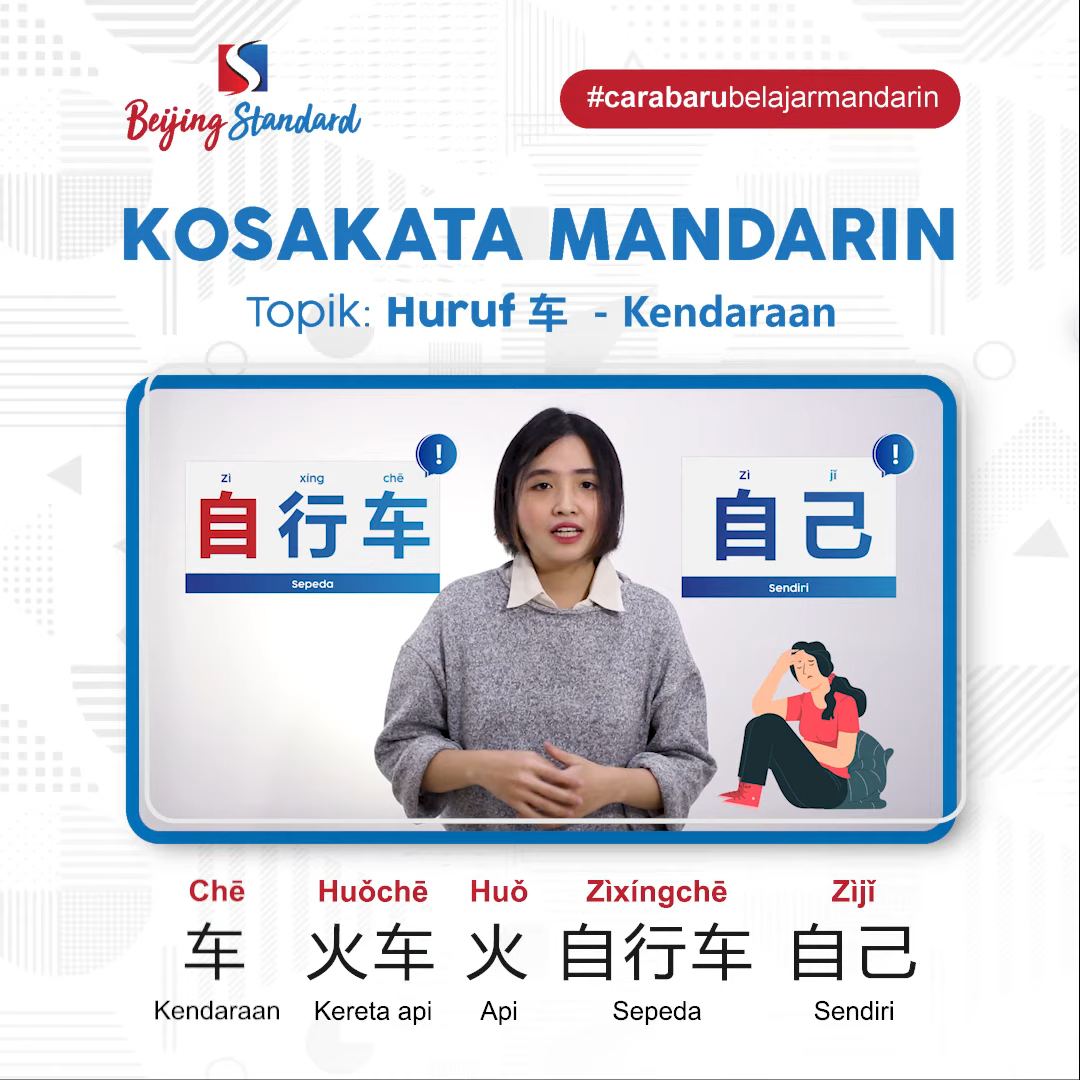 Beijing Standard
#carabarubelajarmandarin
KOSAKATA MANDARIN
Topik: Huruf 车 - Kendaraan
!
zì xíng chē
自行车
Sepeda
!
zì jǐ
自己
Sendiri
Chē Huǒchē Huǒ Zìxíngchē Zìjǐ
车 火车 火 自行车 自己
Kendaraan Kereta api Api Sepeda Sendiri